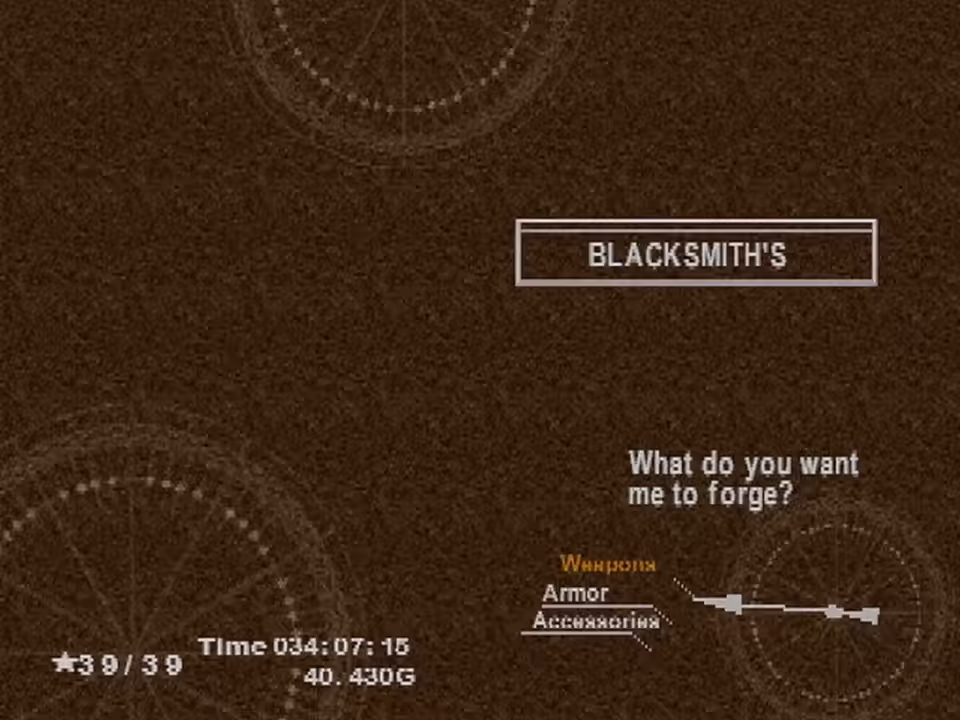 BLACKSMITH'S
What do you want
me to forge?
Weapons
Armor
Accessories
Time 034:07:15
★39/39
40.430G